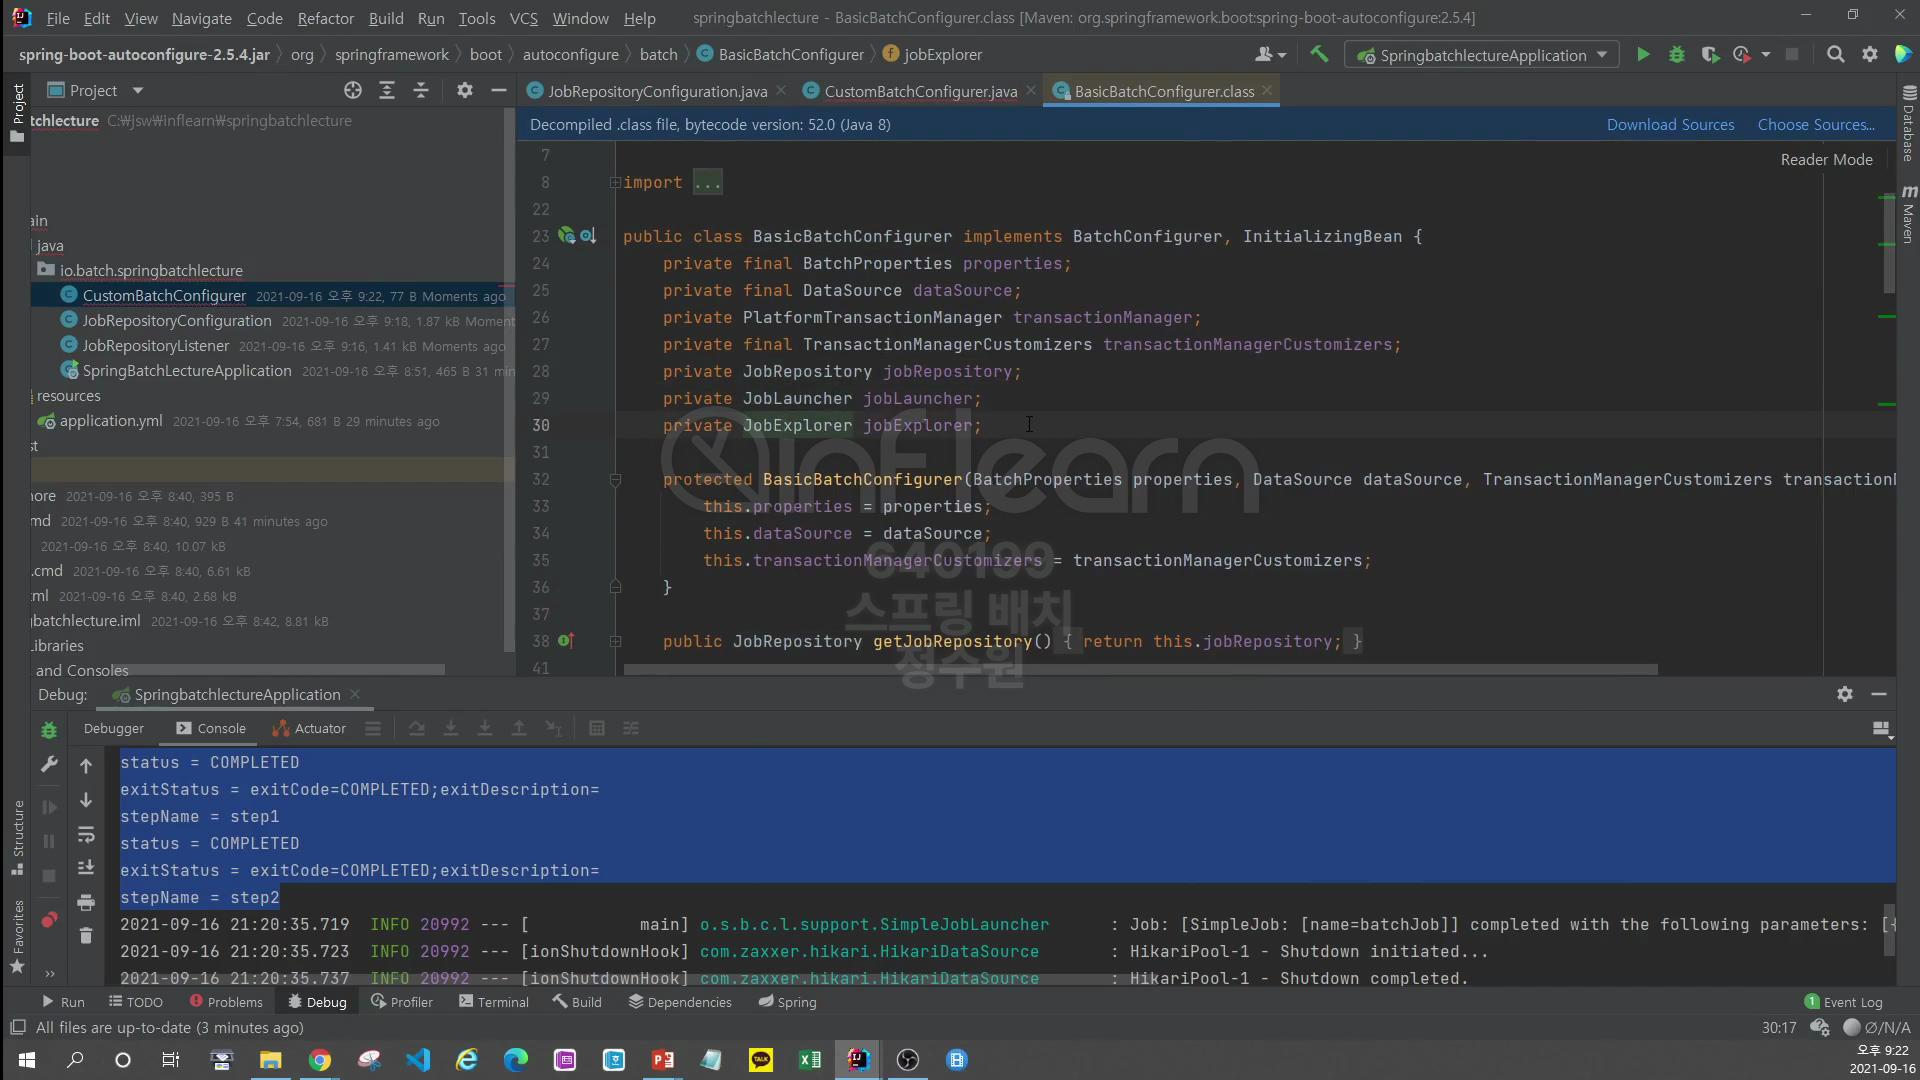 File Edit View Navigate Code Refactor Build Run Tools VCS Window Help springbatchlecture - BasicBatchConfigurer.class [Maven: org.springframework.boot:spring-boot-autoconfigure:2.5.4]
spring-boot-autoconfigure-2.5.4.jar org springframework boot autoconfigure batch BasicBatchConfigurer jobExplorer SpringbatchlectureApplication
Project
JobRepositoryConfiguration.java CustomBatchConfigurer.java BasicBatchConfigurer.class
tchlecture C:\jsw\inflearn\springbatchlecture
Decompiled .class file, bytecode version: 52.0 (Java 8) Download Sources Choose Sources...
Reader Mode
ain
java
io.batch.springbatchlecture
CustomBatchConfigurer 2021-09-16 오후 9:22, 77 B Moments ago
JobRepositoryConfiguration 2021-09-16 오후 9:18, 1.87 kB Moment
JobRepositoryListener 2021-09-16 오후 9:16, 1.41 kB Moments ago
SpringBatchLectureApplication 2021-09-16 오후 8:51, 465 B 31 min
resources
application.yml 2021-09-16 오후 7:54, 681 B 29 minutes ago
st
nore 2021-09-16 오후 8:40, 395 B
md 2021-09-16 오후 8:40, 929 B 41 minutes ago
2021-09-16 오후 8:40, 10.07 kB
.cmd 2021-09-16 오후 8:40, 6.61 kB
ml 2021-09-16 오후 8:40, 2.68 kB
batchlecture.iml 2021-09-16 오후 8:42, 8.81 kB
Libraries
and Consoles
7
8 import ...
22
23 public class BasicBatchConfigurer implements BatchConfigurer, InitializingBean {
24 private final BatchProperties properties;
25 private final DataSource dataSource;
26 private PlatformTransactionManager transactionManager;
27 private final TransactionManagerCustomizers transactionManagerCustomizers;
28 private JobRepository jobRepository;
29 private JobLauncher jobLauncher;
30 private JobExplorer jobExplorer;
31
32 protected BasicBatchConfigurer(BatchProperties properties, DataSource dataSource, TransactionManagerCustomizers transaction
33 this.properties = properties;
34 this.dataSource = dataSource;
35 this.transactionManagerCustomizers = transactionManagerCustomizers;
36 }
37
38 public JobRepository getJobRepository() { return this.jobRepository; }
41
inflearn
640199
스프링 배치
정수원
Project
Structure
Favorites
Database
Maven
Debug: SpringbatchlectureApplication
Debugger Console Actuator
status = COMPLETED
exitStatus = exitCode=COMPLETED;exitDescription=
stepName = step1
status = COMPLETED
exitStatus = exitCode=COMPLETED;exitDescription=
stepName = step2
2021-09-16 21:20:35.719 INFO 20992 --- [ main] o.s.b.c.l.support.SimpleJobLauncher : Job: [SimpleJob: [name=batchJob]] completed with the following parameters: [{
2021-09-16 21:20:35.723 INFO 20992 --- [ionShutdownHook] com.zaxxer.hikari.HikariDataSource : HikariPool-1 - Shutdown initiated...
2021-09-16 21:20:35.737 INFO 20992 --- [ionShutdownHook] com.zaxxer.hikari.HikariDataSource : HikariPool-1 - Shutdown completed.
Run TODO Problems Debug Profiler Terminal Build Dependencies Spring 1 Event Log
All files are up-to-date (3 minutes ago) 30:17 Ø/N/A
오후 9:22
2021-09-16